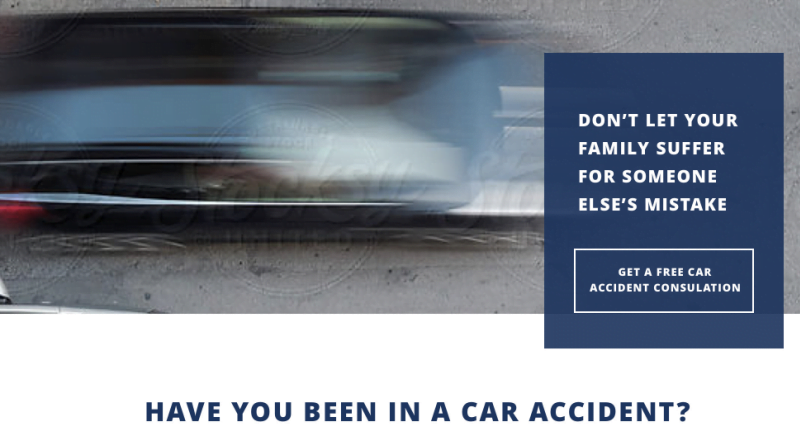 DON'T LET YOUR
FAMILY SUFFER
FOR SOMEONE
ELSE'S MISTAKE
GET A FREE CAR
ACCIDENT CONSULATION
HAVE YOU BEEN IN A CAR ACCIDENT?